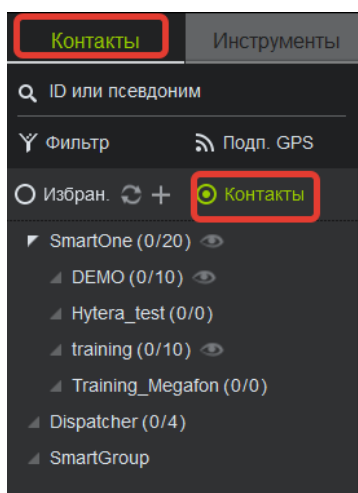 Контакты Инструменты
ID или псевдоним
Фильтр Подп. GPS
Избран. Контакты
SmartOne (0/20)
DEMO (0/10)
Hytera_test (0/0)
training (0/10)
Training_Megafon (0/0)
Dispatcher (0/4)
SmartGroup